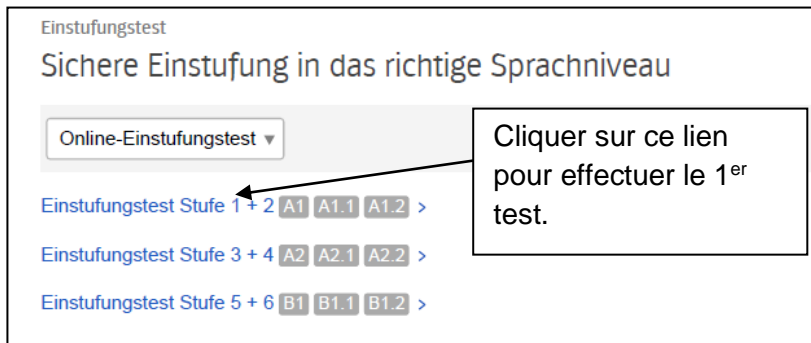 Einstufungstest
Sichere Einstufung in das richtige Sprachniveau
Online-Einstufungstest ▾
Cliquer sur ce lien
pour effectuer le 1er
test.
Einstufungstest Stufe 1 + 2 A1 A1.1 A1.2 >
Einstufungstest Stufe 3 + 4 A2 A2.1 A2.2 >
Einstufungstest Stufe 5 + 6 B1 B1.1 B1.2 >